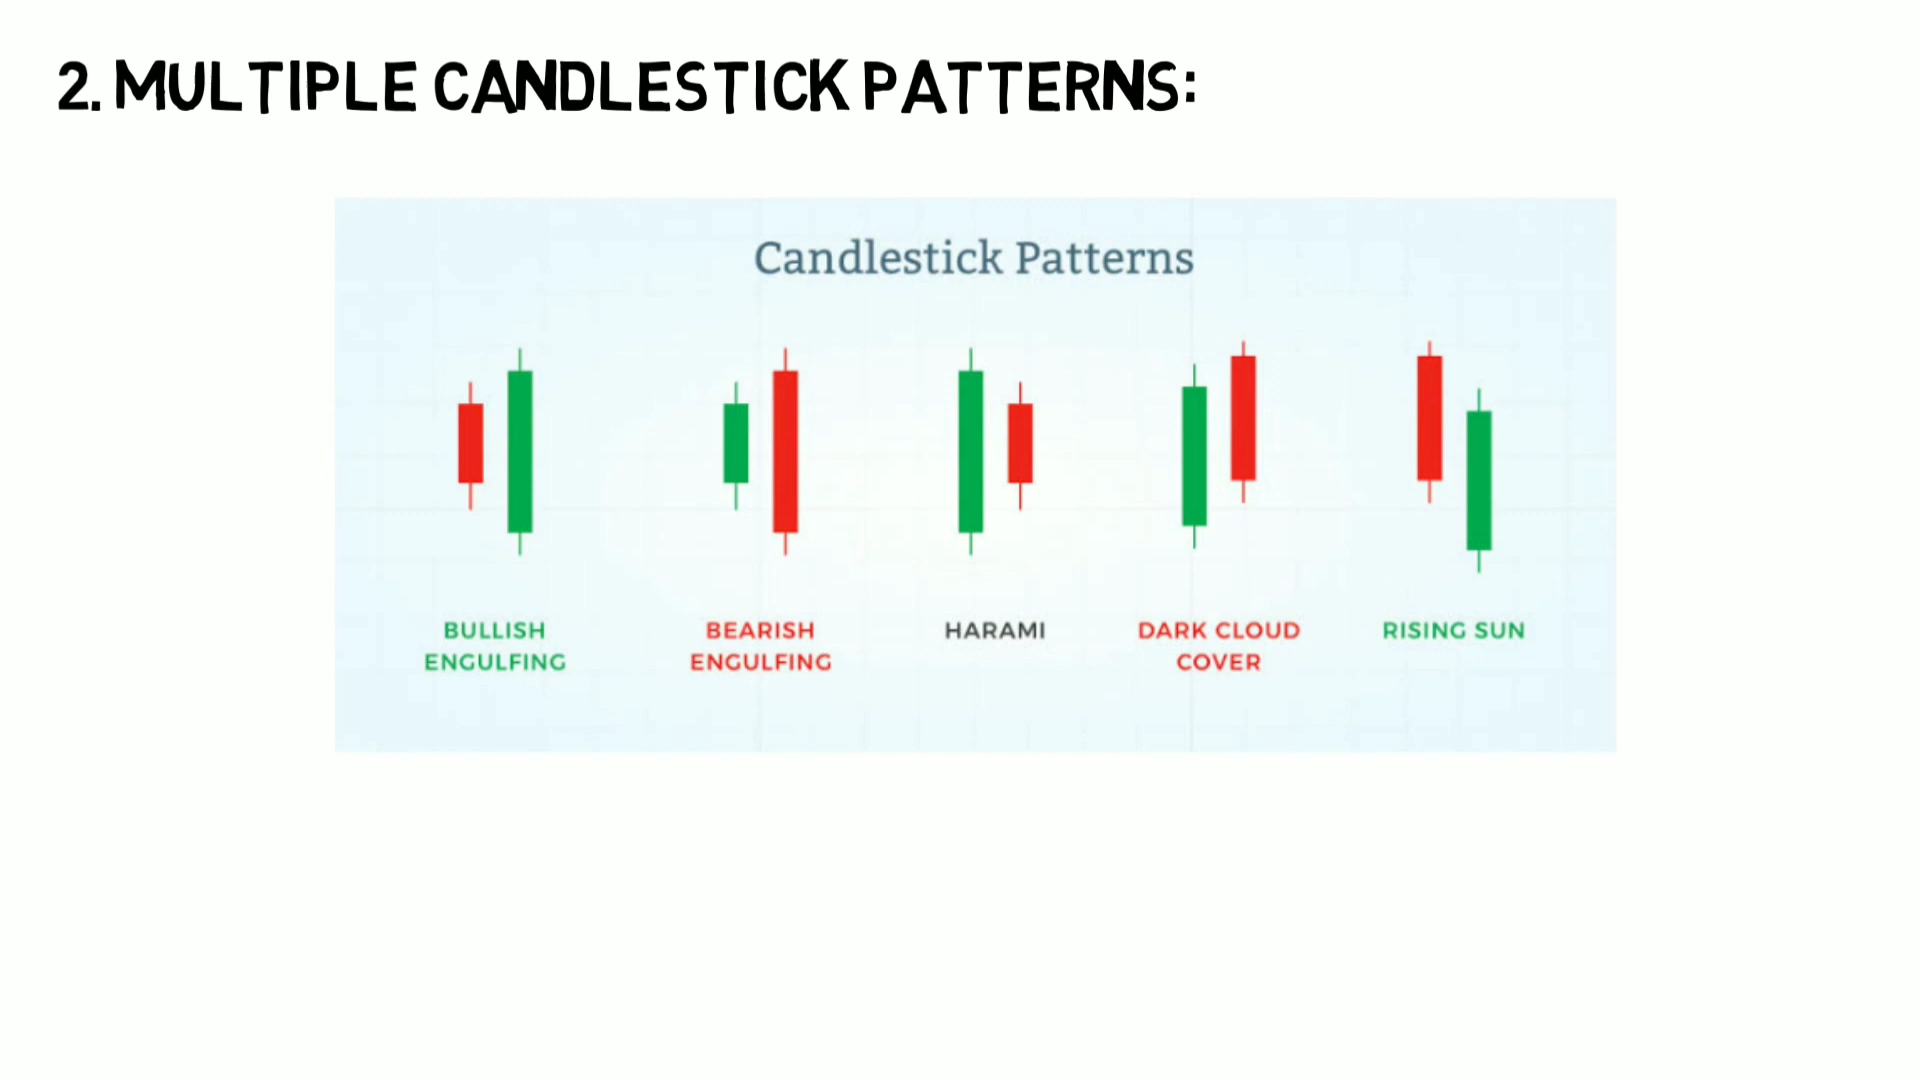 2. MULTIPLE CANDLESTICK PATTERNS:
Candlestick Patterns
BULLISH
ENGULFING
BEARISH
ENGULFING
HARAMI
DARK CLOUD
COVER
RISING SUN